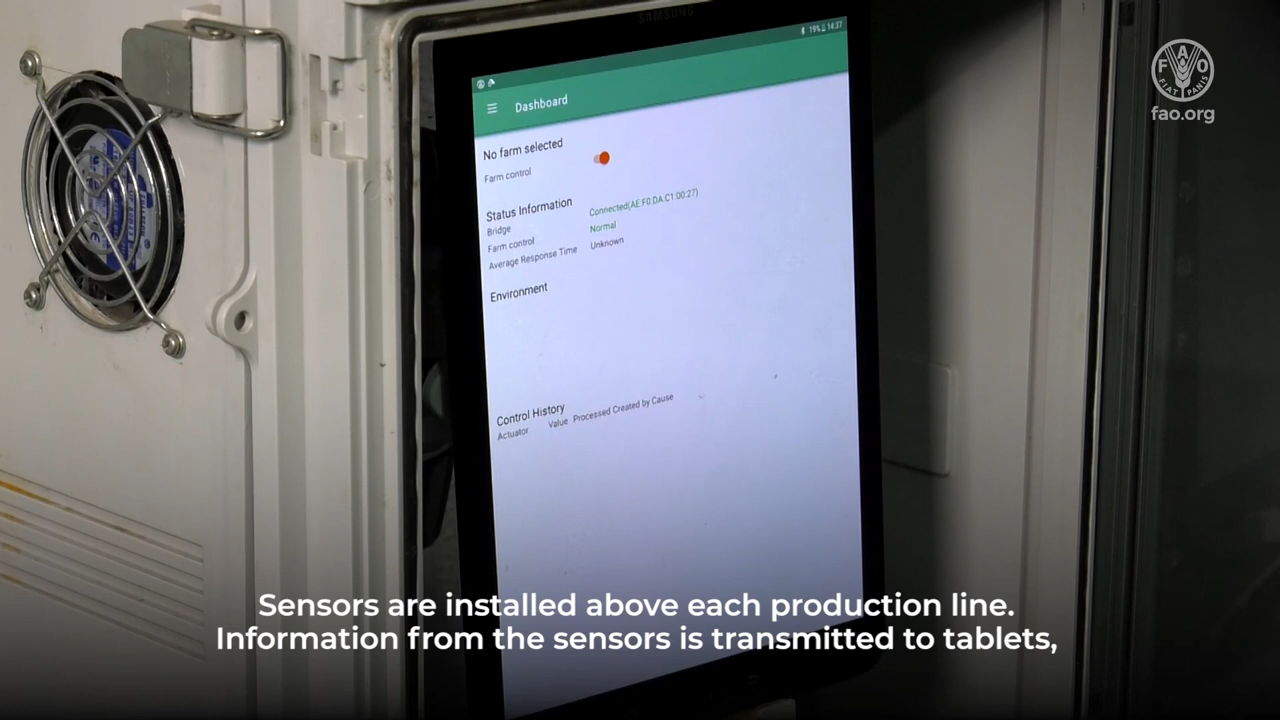 SAMSUNG
19% 14:37
Dashboard
No farm selected
Farm control
Status Information
Bridge Connected(AE:F0:DA:C1:00:27)
Farm control Normal
Average Response Time Unknown
Environment
Control History
Actuator Value Processed Created by Cause
FAO
FIAT PANIS
fao.org
Sensors are installed above each production line.
Information from the sensors is transmitted to tablets,